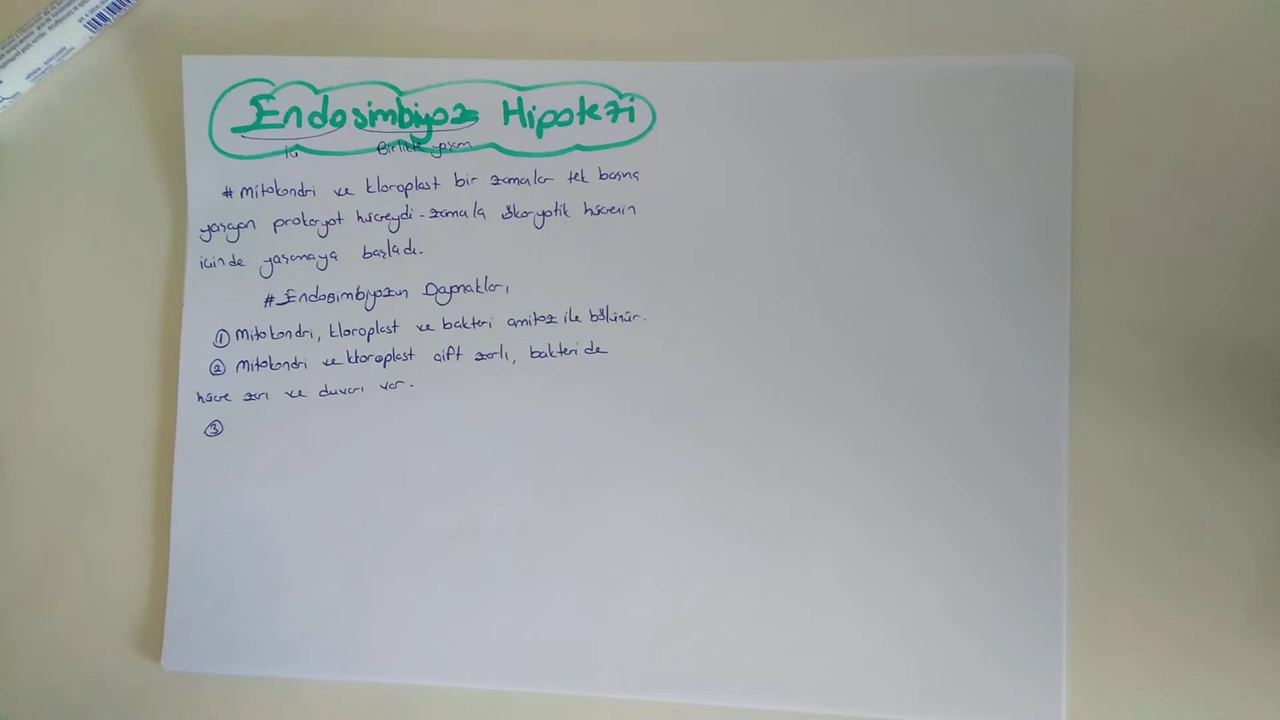 Endosimbiyoz Hipotezi
iç Birlikte yaşam
# Mitokondri ve kloroplast bir zamanlar tek başına
yaşayan prokaryot hücreydi-zamanla ökaryotik hücrenin
içinde yaşamaya başladı.
# Endosimbiyozun Dayanakları
① Mitokondri, kloroplast ve bakteri amitoz ile bölünür.
② Mitokondri ve kloroplast çift zarlı, bakteride
hücre zarı ve duvarı var.
③